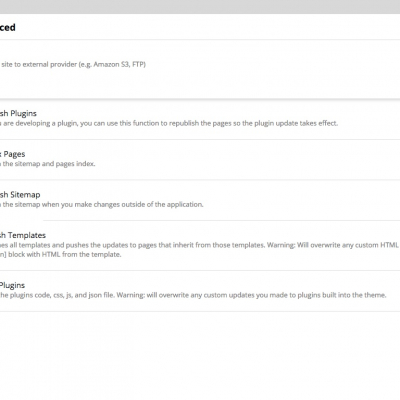 ced
site to external provider (e.g. Amazon S3, FTP)
sh Plugins
are developing a plugin, you can use this function to republish the pages so the plugin update takes effect.
Pages
the sitemap and pages index.
sh Sitemap
the sitemap when you make changes outside of the application.
sh Templates
es all templates and pushes the updates to pages that inherit from those templates. Warning: Will overwrite any custom HTML
n] block with HTML from the template.
Plugins
the plugins code, css, js, and json file. Warning: will overwrite any custom updates you made to plugins built into the theme.